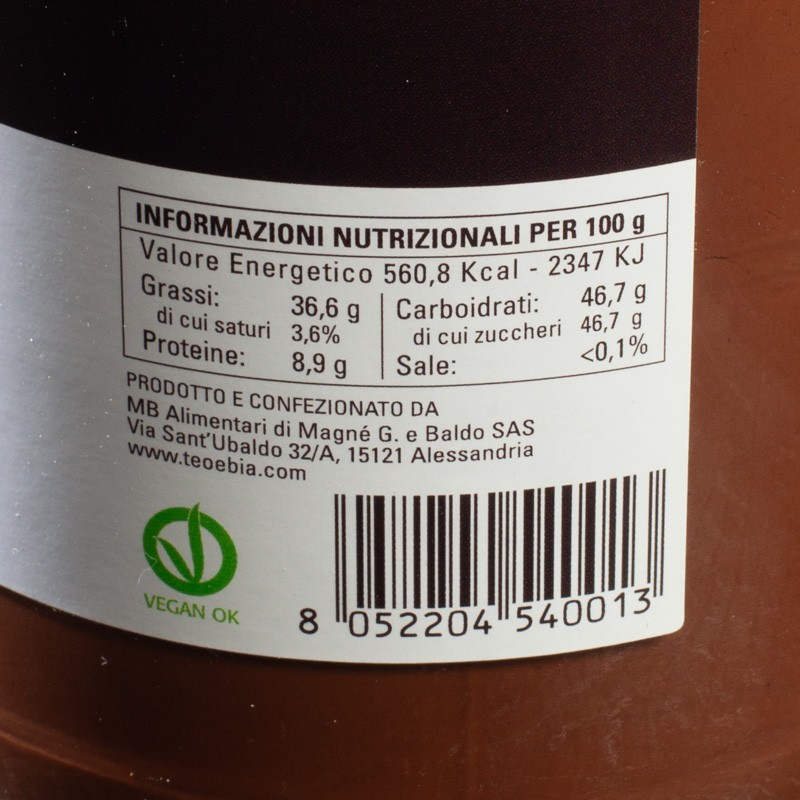 INFORMAZIONI NUTRIZIONALI PER 100 g
Valore Energetico 560,8 Kcal - 2347 KJ
Grassi: 36,6 g
di cui saturi 3,6%
Proteine: 8,9 g
Carboidrati: 46,7 g
di cui zuccheri 46,7 g
Sale: <0,1%
PRODOTTO E CONFEZIONATO DA
MB Alimentari di Magné G. e Baldo SAS
Via Sant'Ubaldo 32/A, 15121 Alessandria
www.teoebia.com
VEGAN OK
8 052204 540013